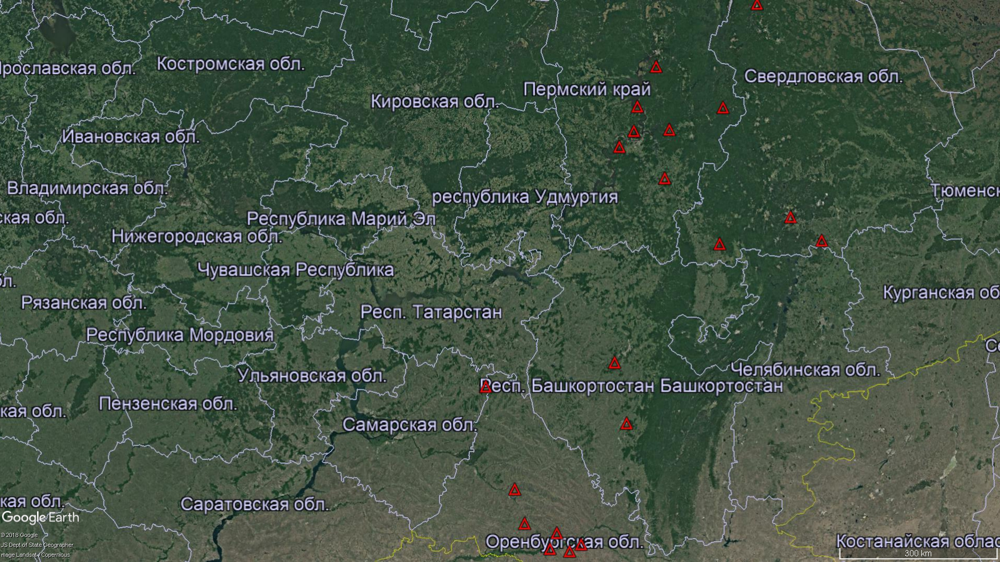 Ярославская обл.
Костромская обл.
Свердловская обл.
Пермский край
Кировская обл.
Ивановская обл.
Владимирская обл.
Тюменск
республика Удмуртия
ская обл.
Республика Марий Эл
Нижегородская обл.
Чувашская Республика
Курганская об
Рязанская обл.
Респ. Татарстан
Республика Мордовия
Челябинская обл.
Ульяновская обл.
Респ. Башкортостан Башкортостан
Пензенская обл.
ская обл.
Самарская обл.
кая обл.
Саратовская обл.
Google Earth
© 2018 Google
US Dept of State Geographer
Image Landsat / Copernicus
Оренбургская обл.
Костанайская облас
300 km